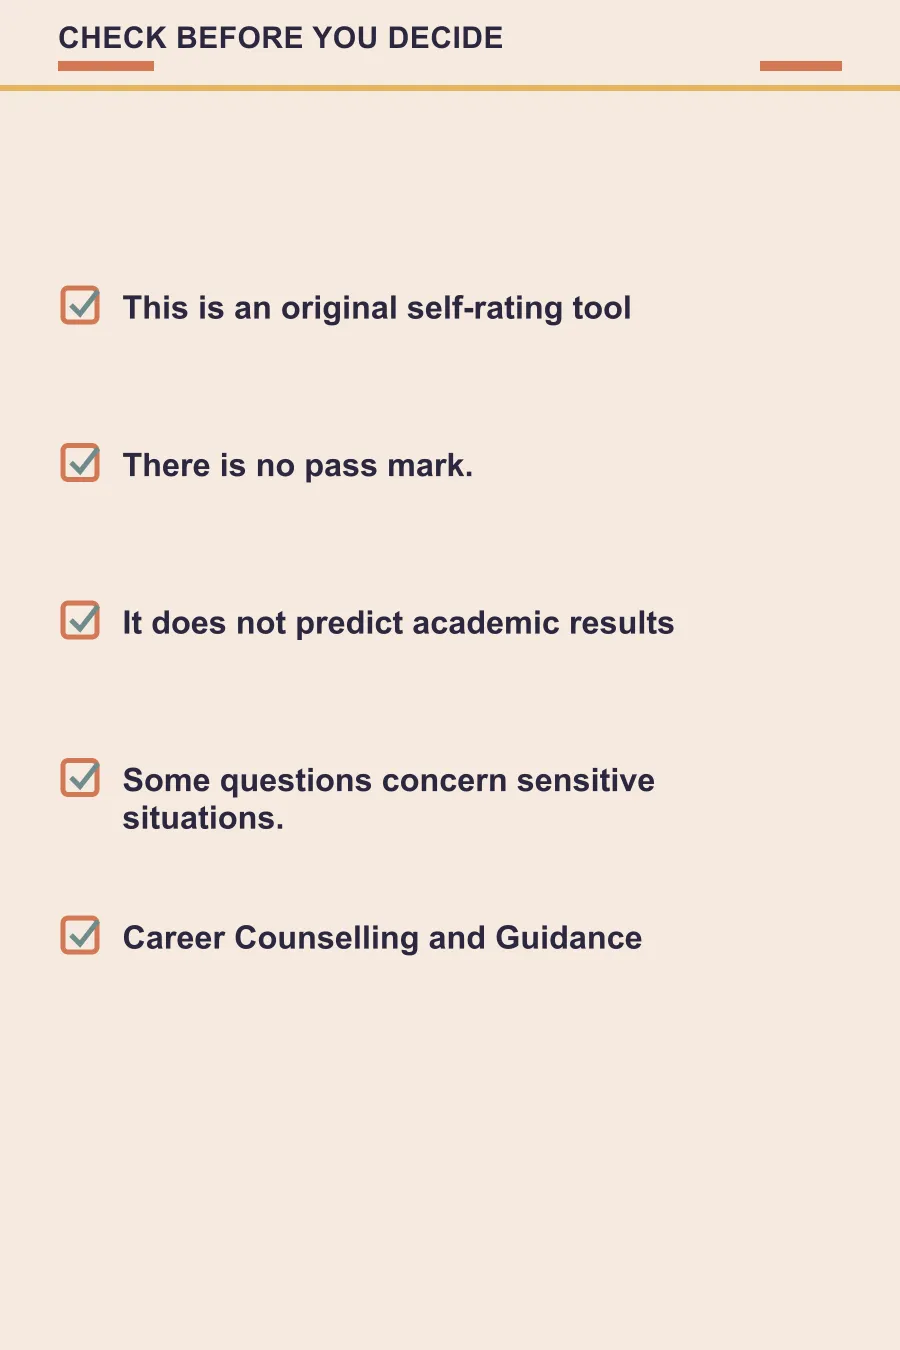 CHECK BEFORE YOU DECIDE
This is an original self-rating tool
There is no pass mark.
It does not predict academic results
Some questions concern sensitive
situations.
Career Counselling and Guidance